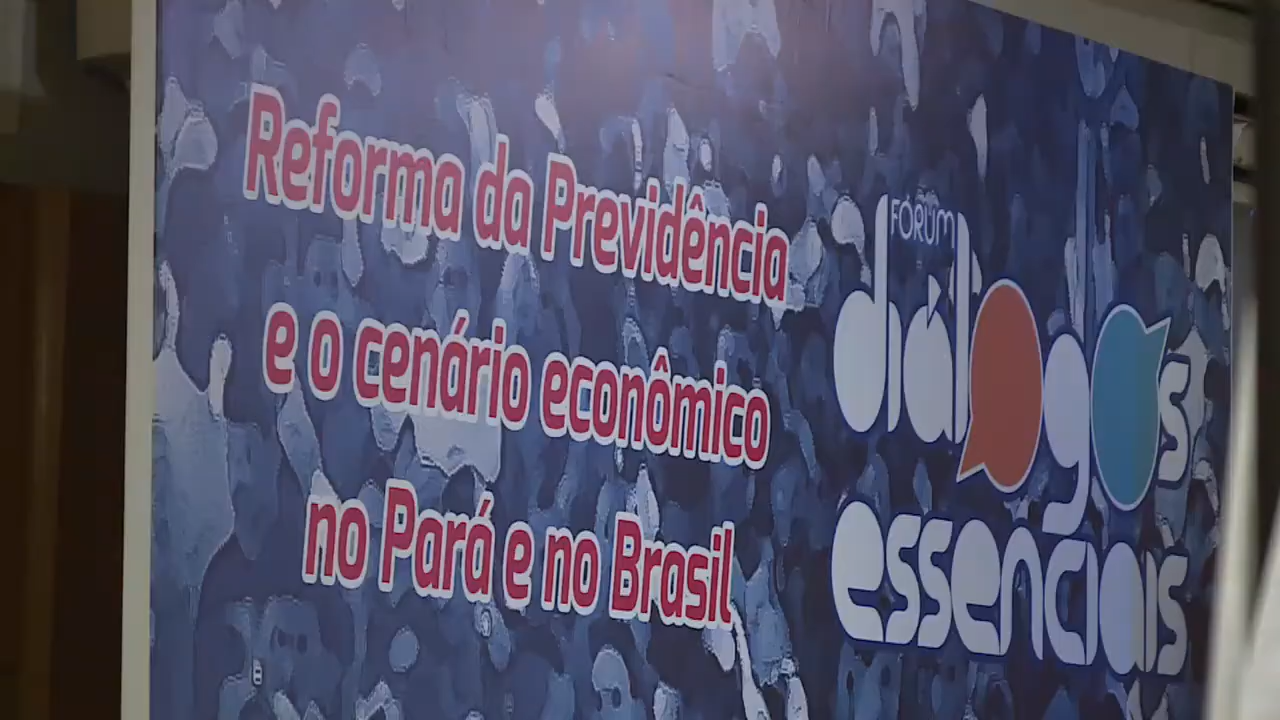 Reforma da Previdência
e o cenário econômico
no Pará e no Brasil
FÓRUM
diálogos
essenciais